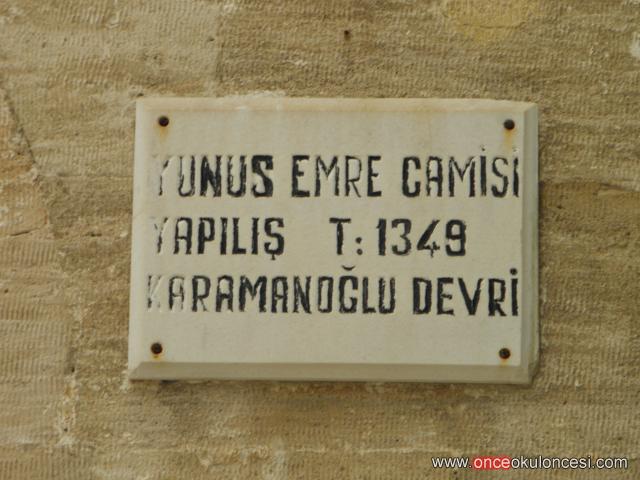 YUNUS EMRE CAMİSİ
YAPILIŞ T: 1349
KARAMANOĞLU DEVRİ
www.onceokuloncesi.com